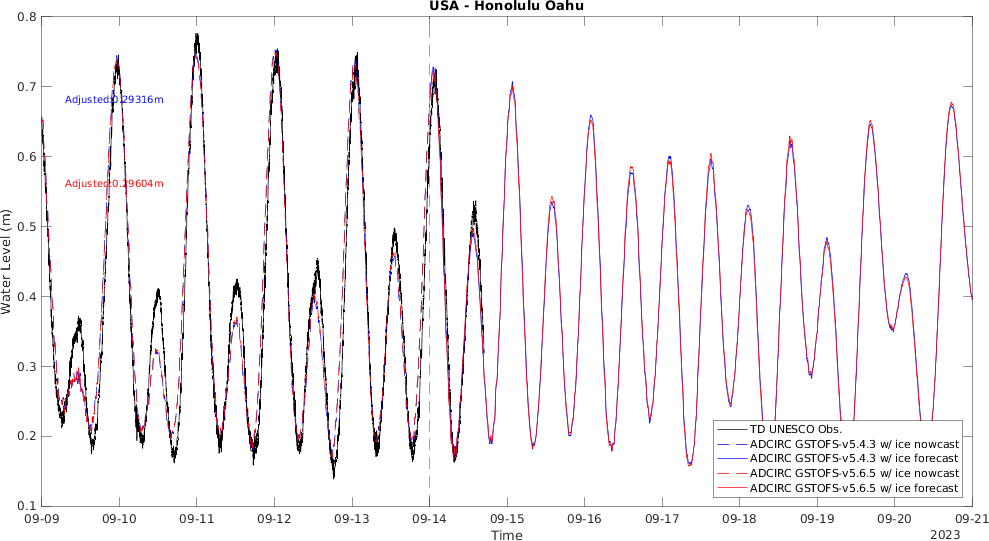 USA - Honolulu Oahu
0.8
0.7
0.6
0.5
0.4
0.3
0.2
0.1
Water Level (m)
Adjusted:0.29316m
Adjusted:0.29604m
TD UNESCO Obs.
ADCIRC GSTOFS-v5.4.3 w/ ice nowcast
ADCIRC GSTOFS-v5.4.3 w/ ice forecast
ADCIRC GSTOFS-v5.6.5 w/ ice nowcast
ADCIRC GSTOFS-v5.6.5 w/ ice forecast
09-09 09-10 09-11 09-12 09-13 09-14 09-15 09-16 09-17 09-18 09-19 09-20 09-21
Time
2023